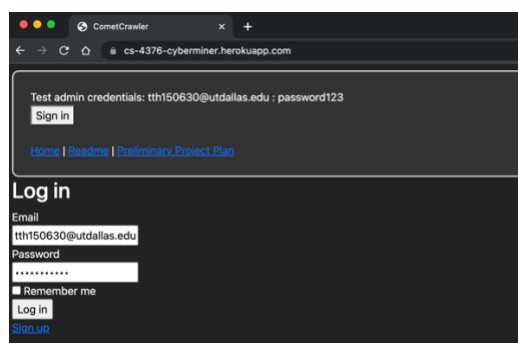 CometCrawler
cs-4376-cyberminer.herokuapp.com
Test admin credentials: tth150630@utdallas.edu : password123
Sign in
Home | Readme | Preliminary Project Plan
Log in
Email
tth150630@utdallas.edu
Password
•••••••••••
Remember me
Log in
Sign up